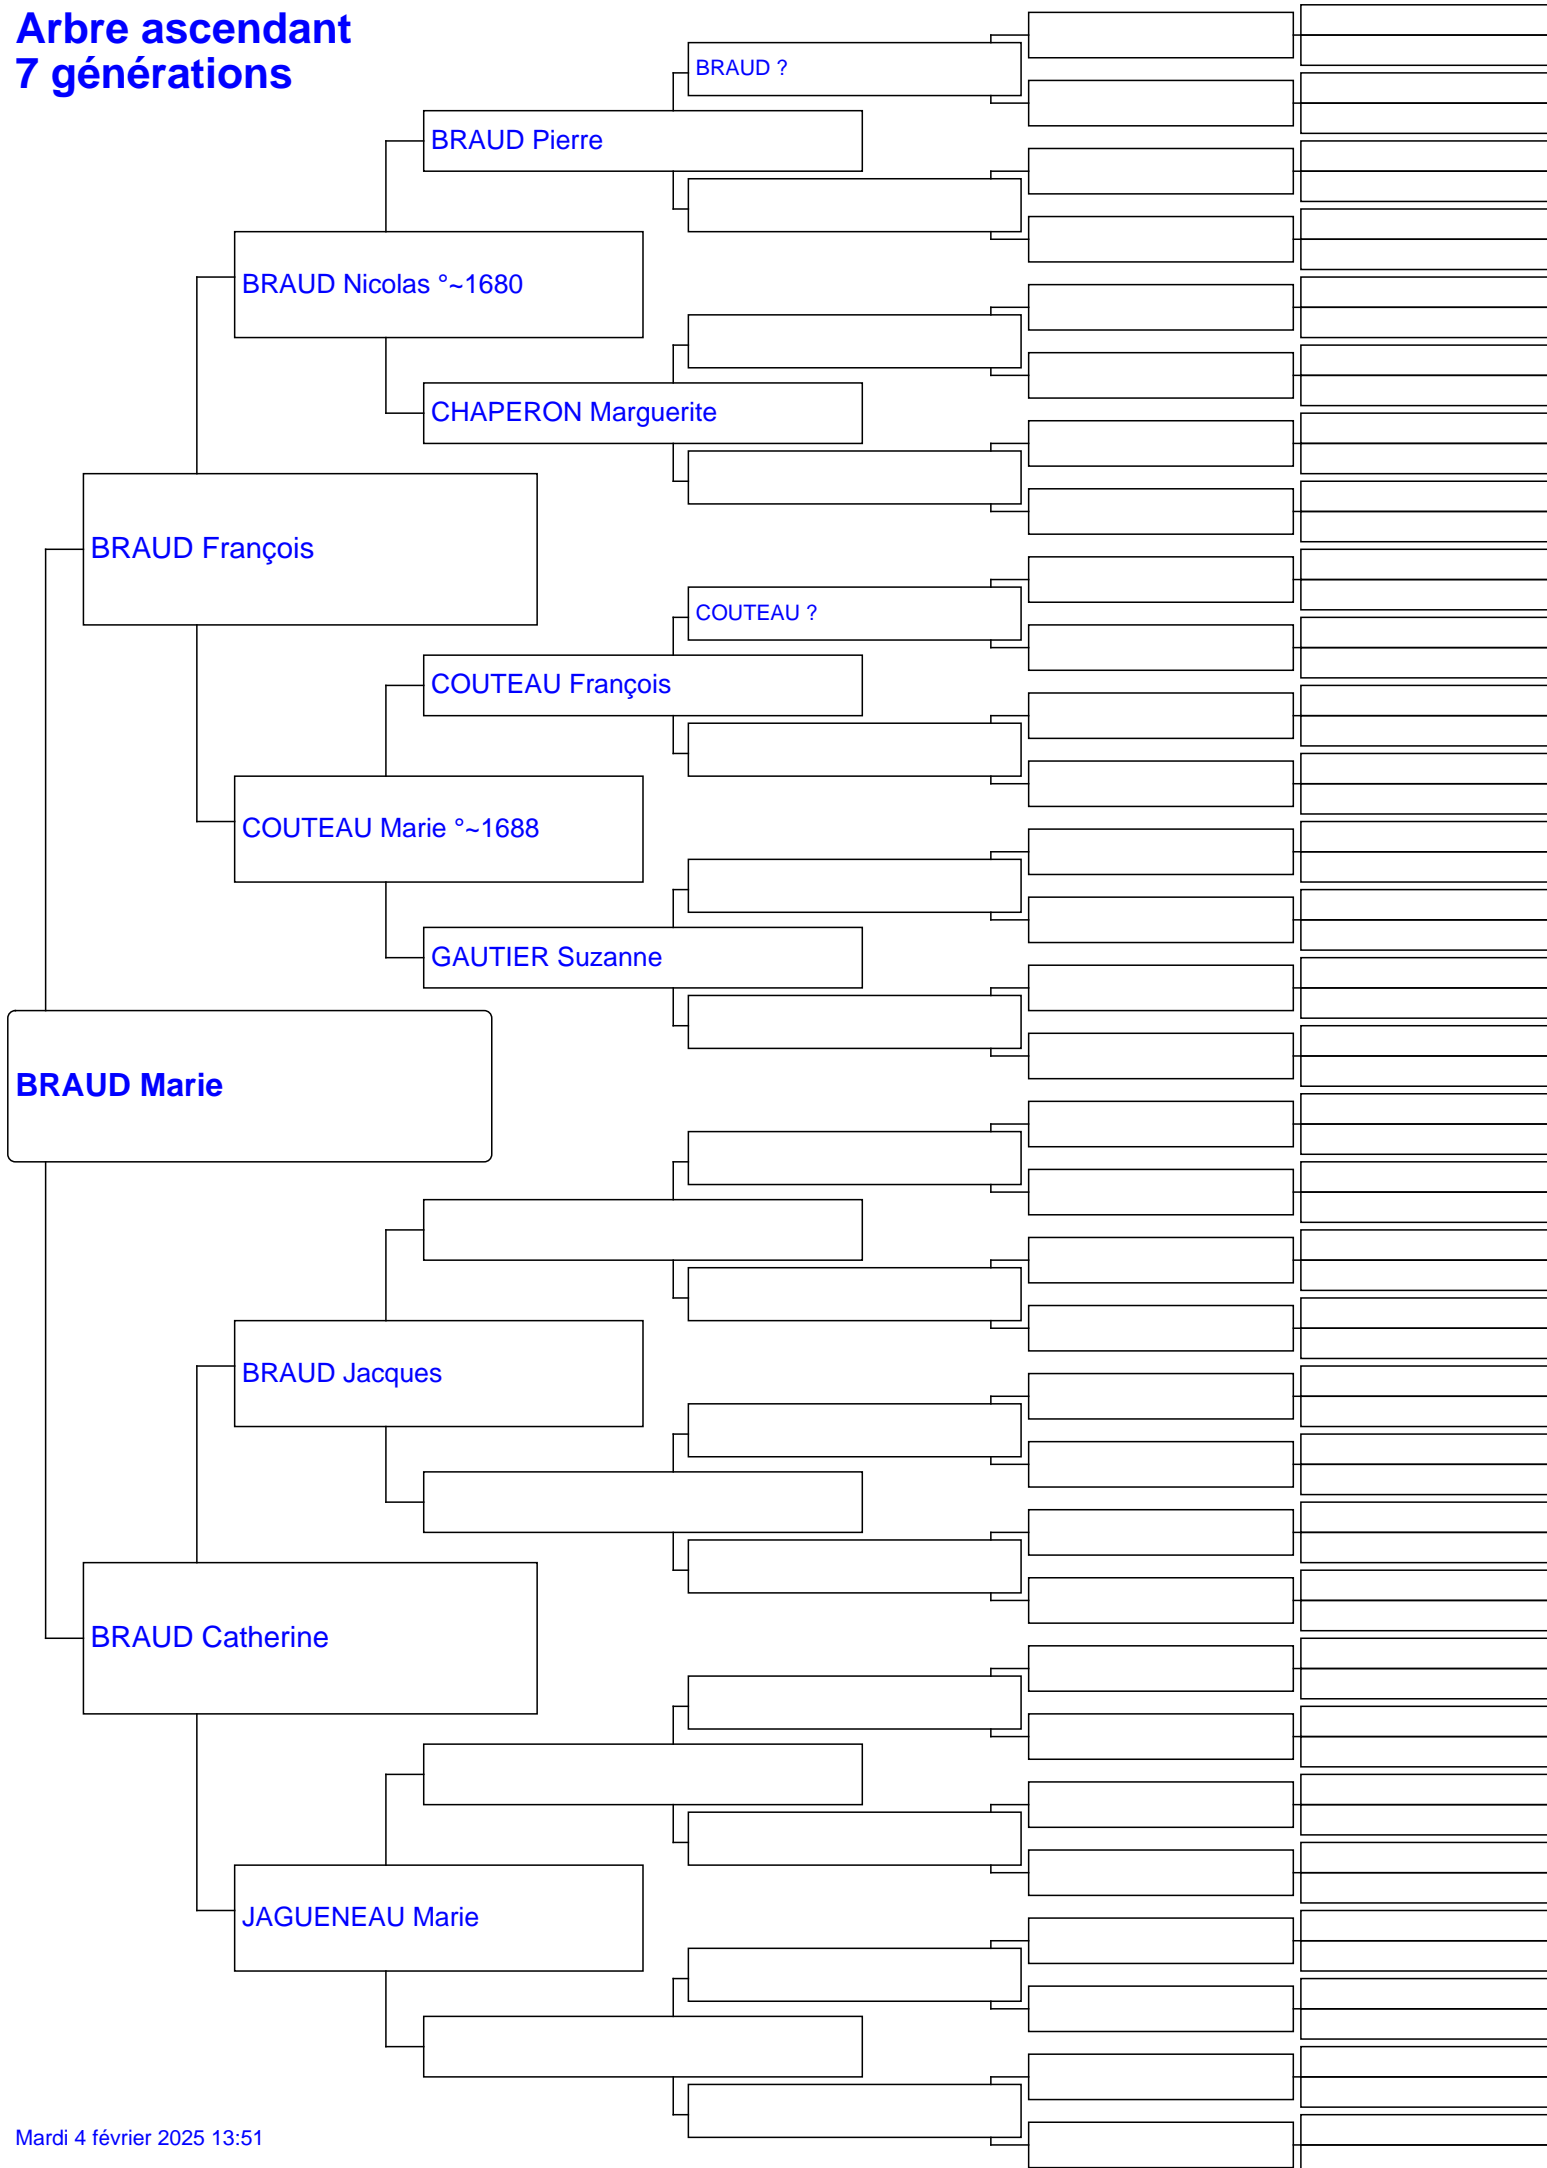 Arbre ascendant
7 générations
BRAUD ?
BRAUD Pierre
BRAUD Nicolas °~1680
CHAPERON Marguerite
BRAUD François
COUTEAU ?
COUTEAU François
COUTEAU Marie °~1688
GAUTIER Suzanne
BRAUD Marie
BRAUD Jacques
BRAUD Catherine
JAGUENEAU Marie
Mardi 4 février 2025 13:51